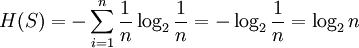 H(S) = -\sum_{i=1}^{n} \frac{1}{n} \log_2 \frac{1}{n} = -\log_2 \frac{1}{n} = \log_2 n